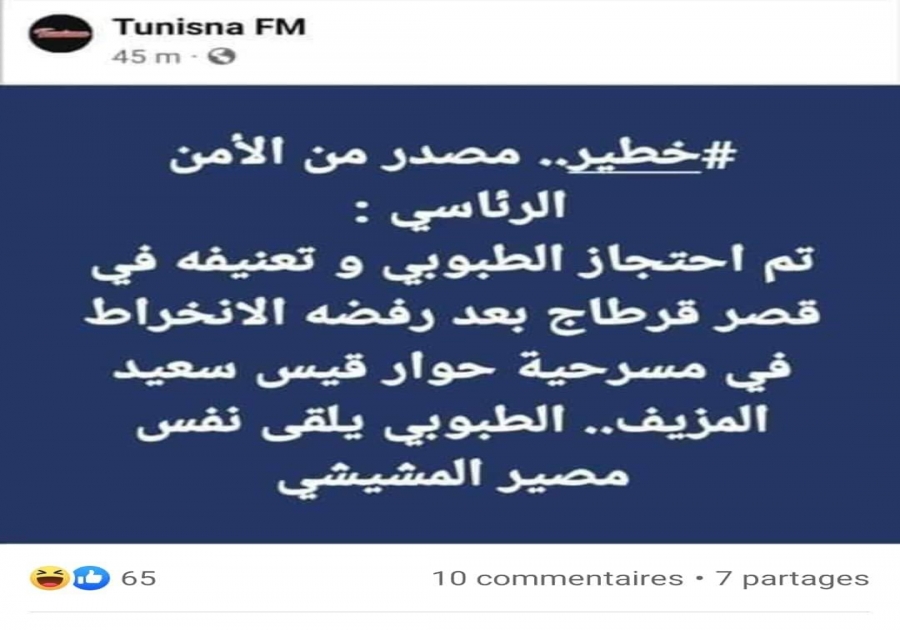 Tunisna FM
45 m ·
#خطير.. مصدر من الأمن
الرئاسي :
تم احتجاز الطبوبي و تعنيفه في
قصر قرطاج بعد رفضه الانخراط
في مسرحية حوار قيس سعيد
المزيف.. الطبوبي يلقى نفس
مصير المشيشي
65
10 commentaires • 7 partages